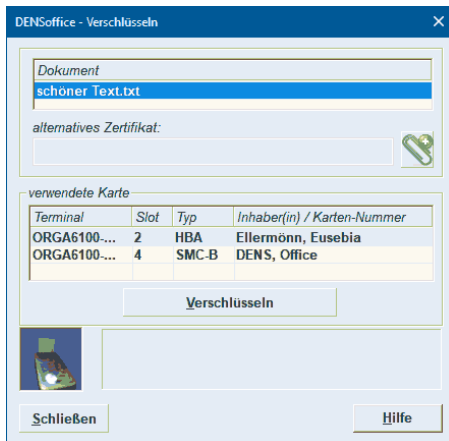 DENSoffice - Verschlüsseln
Dokument
schöner Text.txt
alternatives Zertifikat:
verwendete Karte
Terminal Slot Typ Inhaber(in) / Karten-Nummer
ORGA6100-... 2 HBA Ellermönn, Eusebia
ORGA6100-... 4 SMC-B DENS, Office
Verschlüsseln
Schließen Hilfe